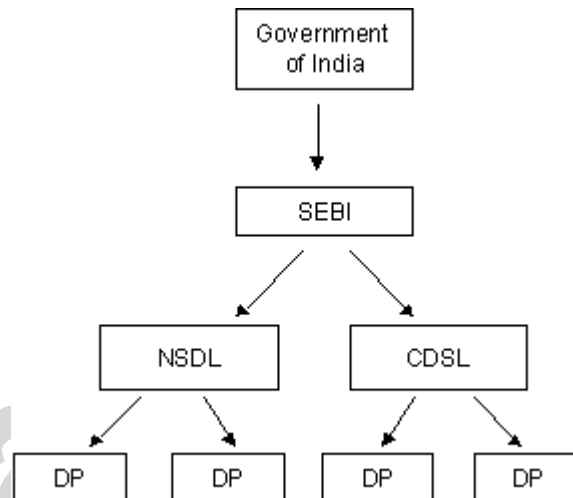 Government
of India
SEBI
NSDL CDSL
DP DP DP DP